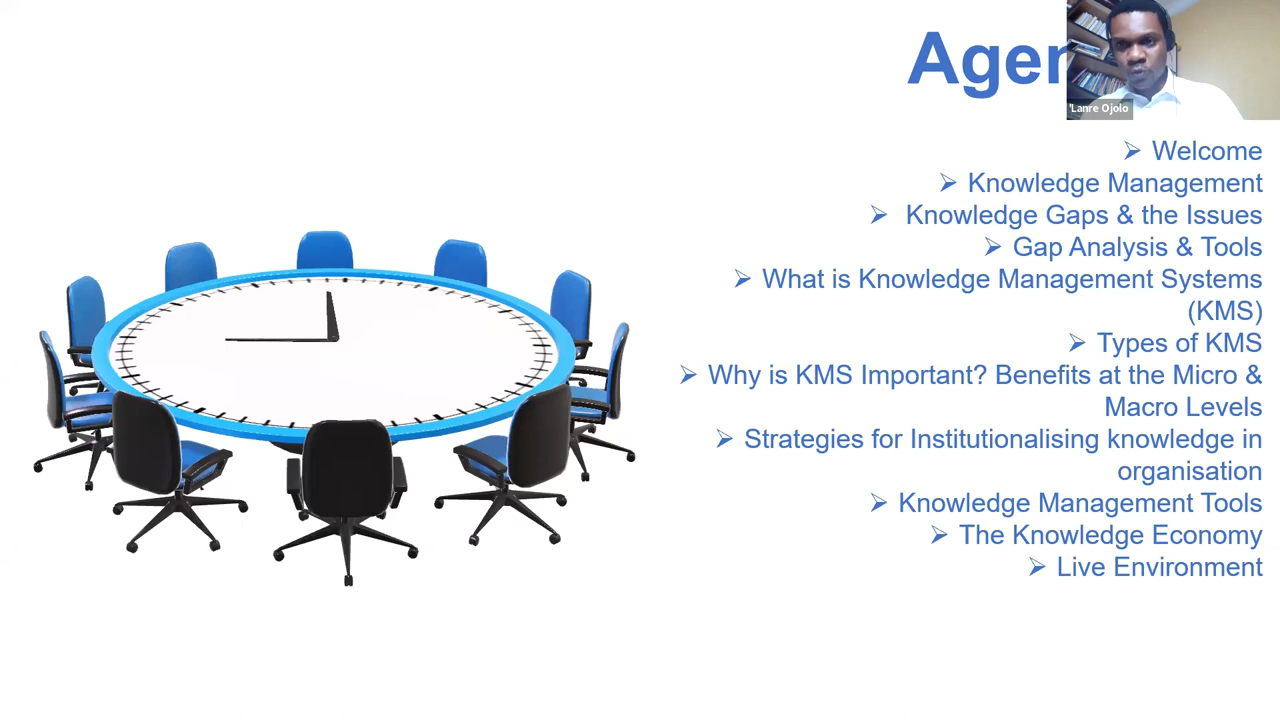 Agen
'Lanre Ojolo
➢ Welcome
➢ Knowledge Management
➢ Knowledge Gaps & the Issues
➢ Gap Analysis & Tools
➢ What is Knowledge Management Systems
(KMS)
➢ Types of KMS
➢ Why is KMS Important? Benefits at the Micro &
Macro Levels
➢ Strategies for Institutionalising knowledge in
organisation
➢ Knowledge Management Tools
➢ The Knowledge Economy
➢ Live Environment